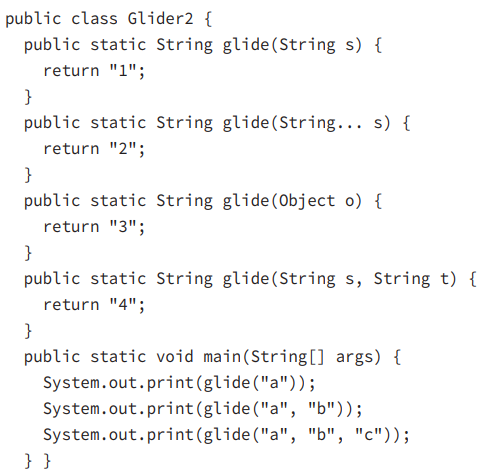 public class Glider2 {
  public static String glide(String s) {
    return "1";
  }
  public static String glide(String... s) {
    return "2";
  }
  public static String glide(Object o) {
    return "3";
  }
  public static String glide(String s, String t) {
    return "4";
  }
  public static void main(String[] args) {
    System.out.print(glide("a"));
    System.out.print(glide("a", "b"));
    System.out.print(glide("a", "b", "c"));
  } }